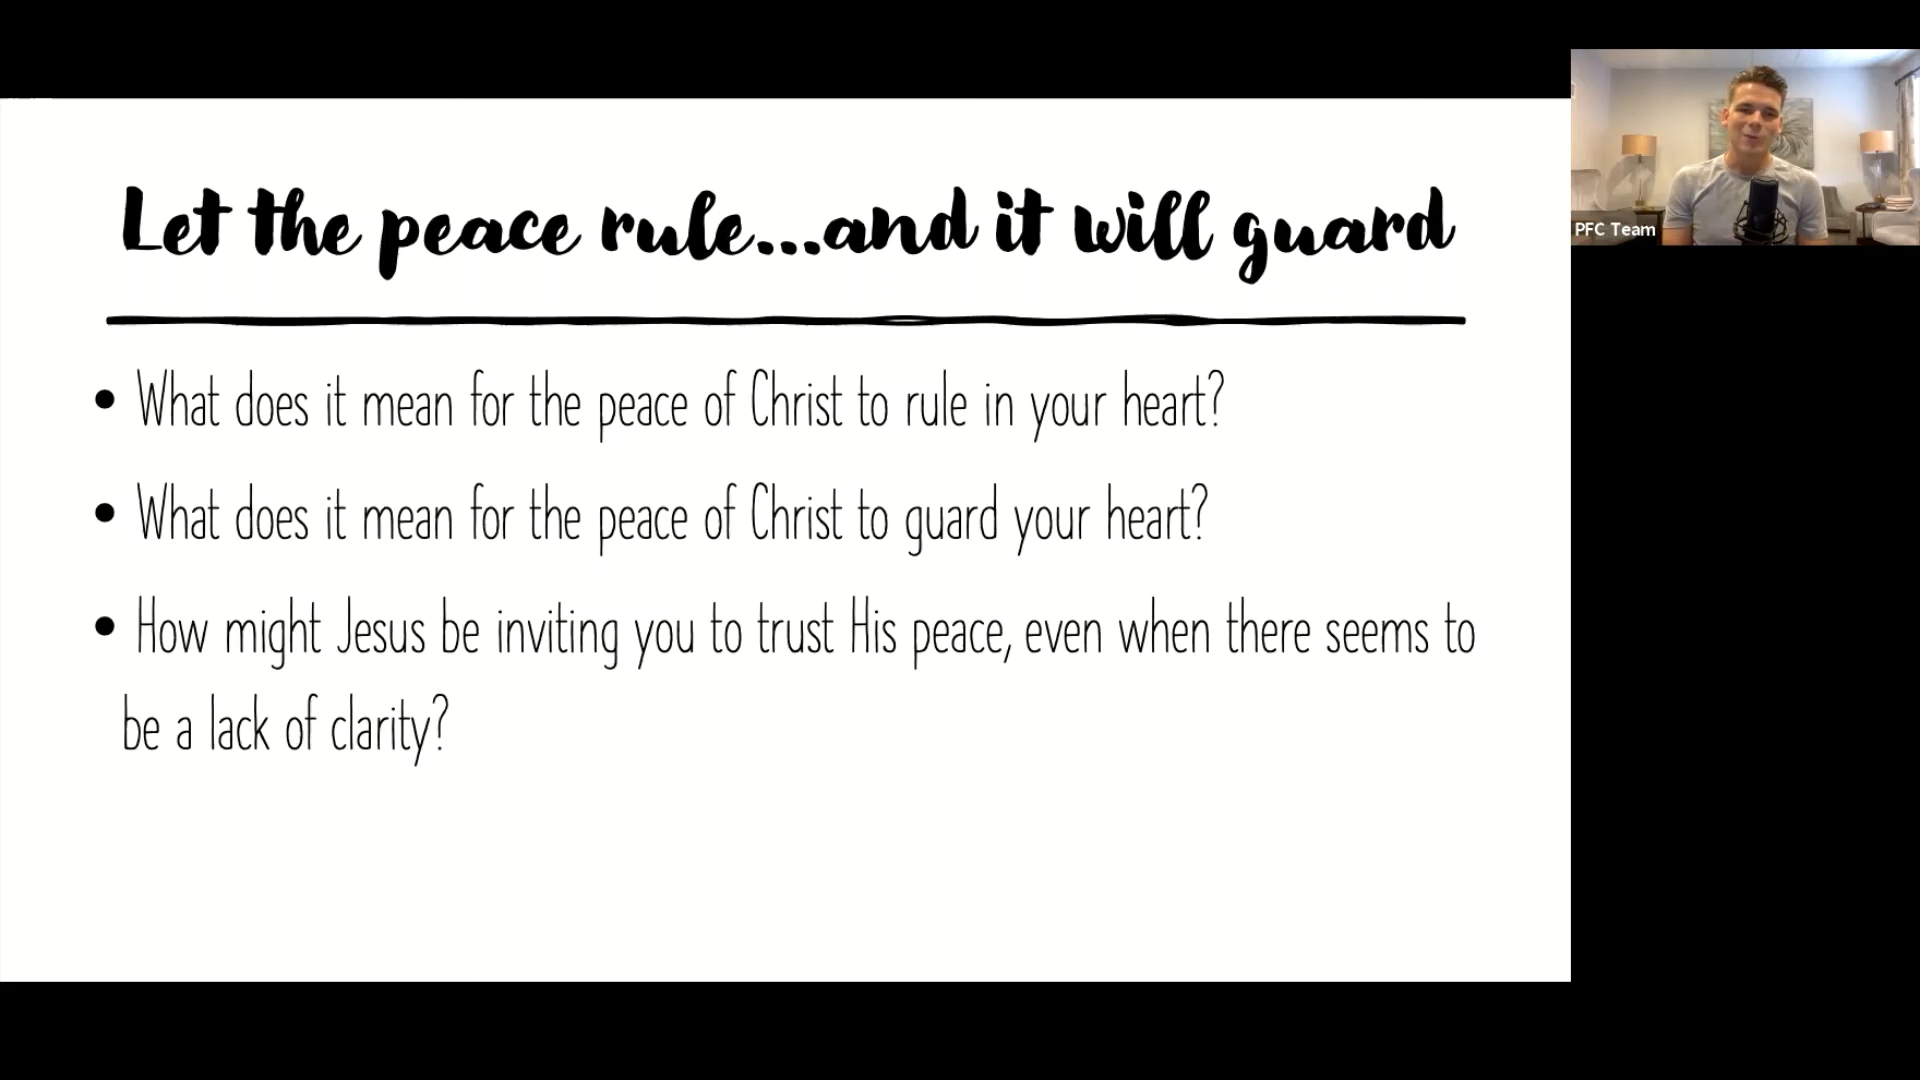 Let the peace rule...and it will guard
• What does it mean for the peace of Christ to rule in your heart?
• What does it mean for the peace of Christ to guard your heart?
• How might Jesus be inviting you to trust His peace, even when there seems to
be a lack of clarity?
PFC Team